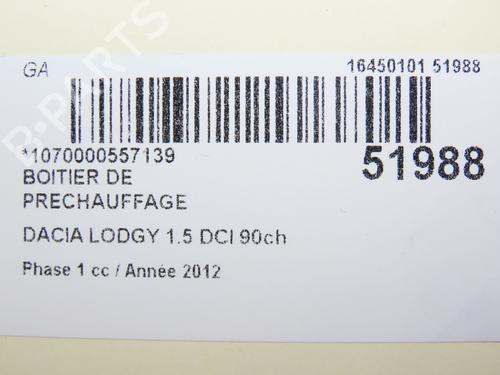 GA
16450101 51988
*1070000557139
51988
BOITIER DE
PRECHAUFFAGE
DACIA LODGY 1.5 DCI 90ch
Phase 1 cc / Année 2012
B-PARTS